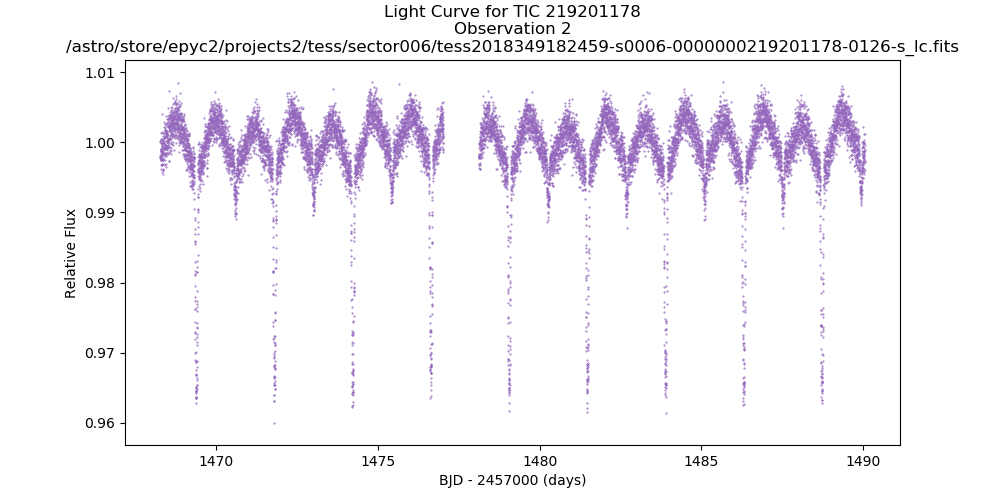 Light Curve for TIC 219201178
Observation 2
/astro/store/epyc2/projects2/tess/sector006/tess2018349182459-s0006-0000000219201178-0126-s_lc.fits
1.01
1.00
0.99
0.98
0.97
0.96
Relative Flux
1470
1475
1480
1485
1490
BJD - 2457000 (days)